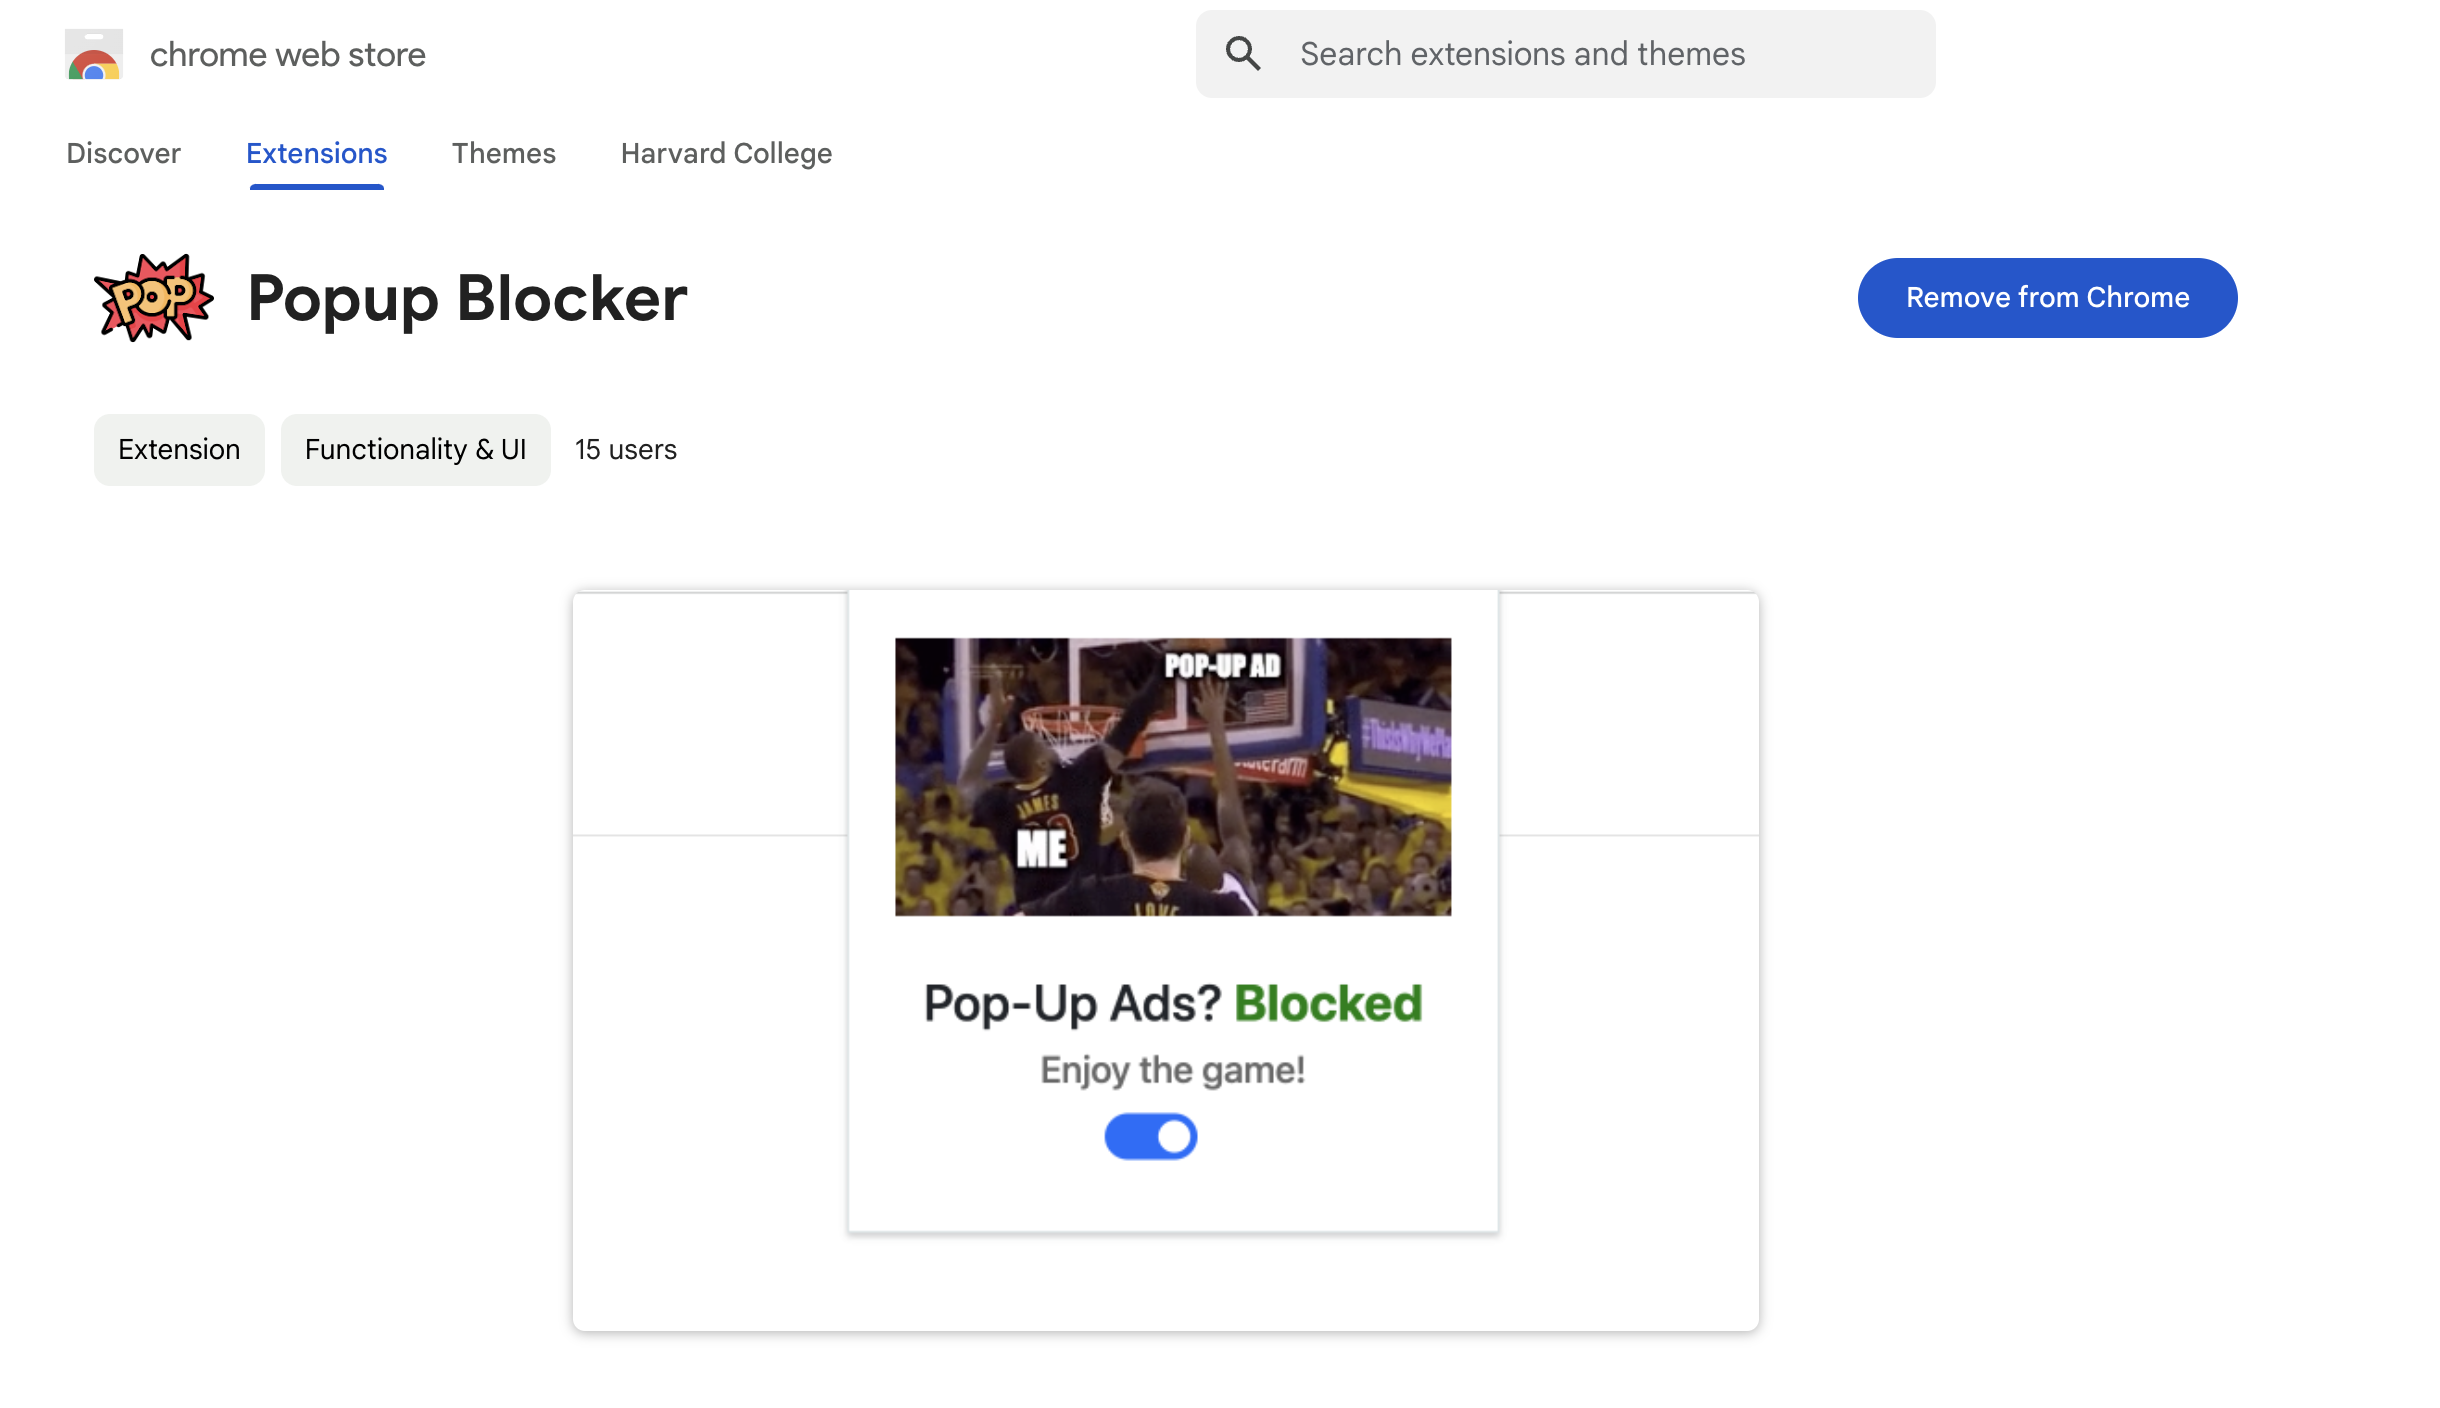 chrome web store
Search extensions and themes
Discover Extensions Themes Harvard College
POP
Popup Blocker
Remove from Chrome
Extension Functionality & UI 15 users
POP-UP AD
JAMES
ME
LOVE
Pop-Up Ads? Blocked
Enjoy the game!